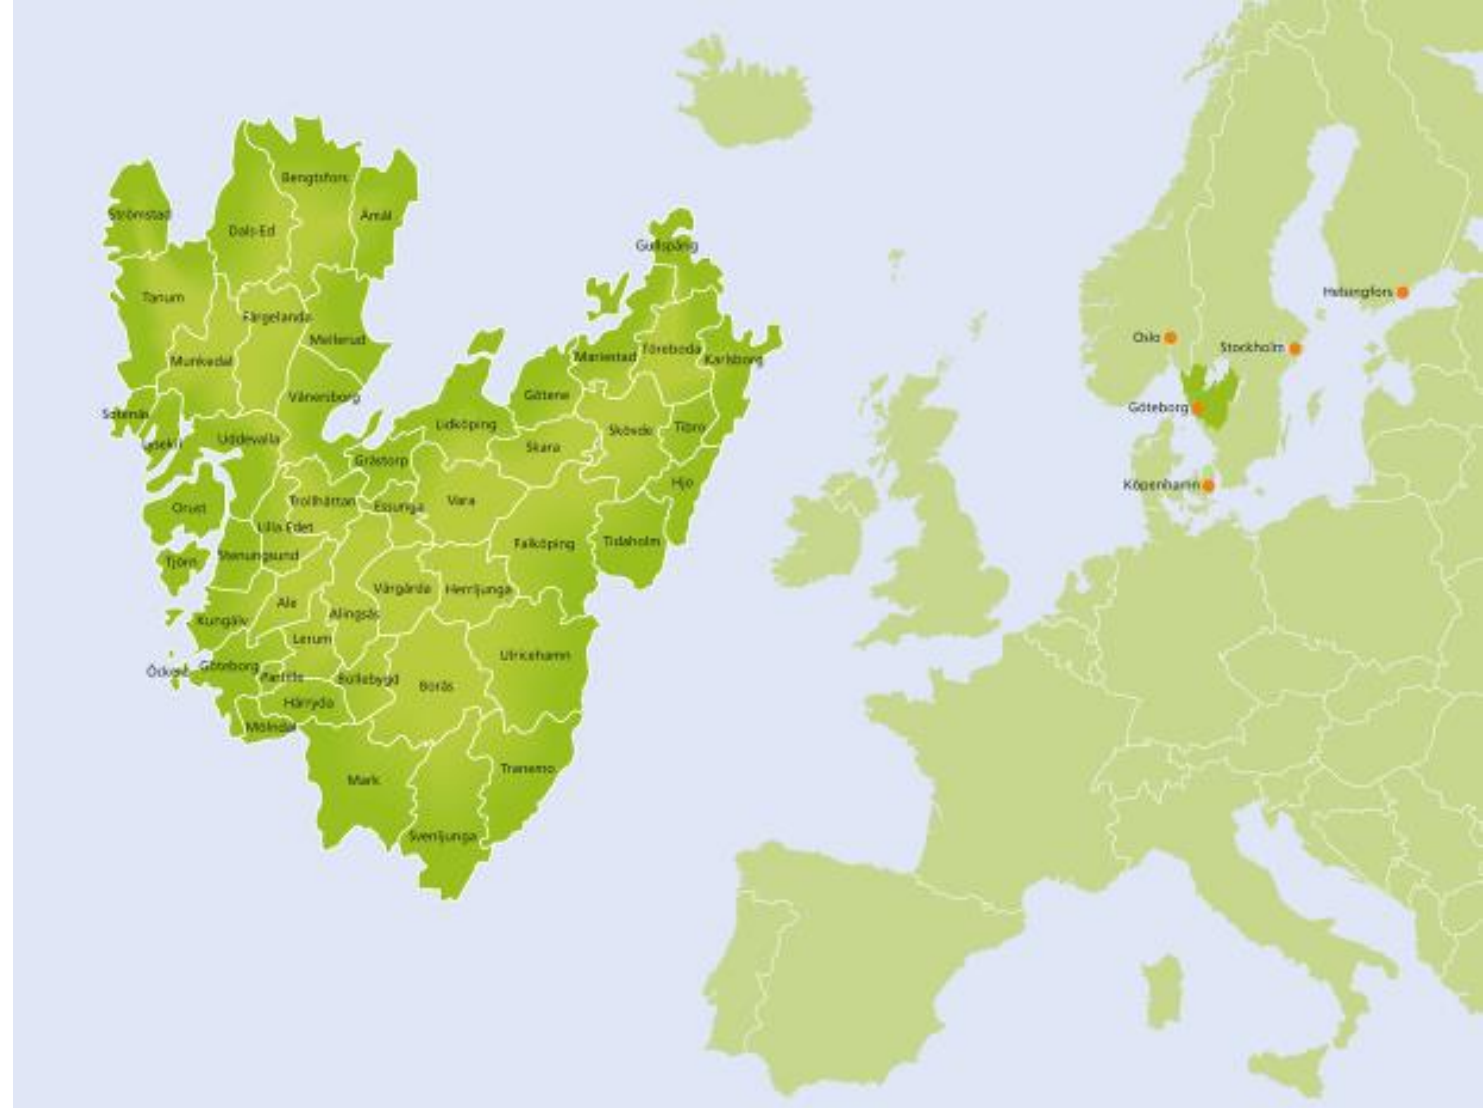 Bengtsfors
Strömstad
Åmål
Dals-Ed
Gullspång
Tanum
Färgelanda
Mellerud
Munkedal
Mariestad
Töreboda
Karlsborg
Vänersborg
Götene
Sotenäs
Lidköping
Skövde
Tibro
Uddevalla
Lysekil
Skara
Grästorp
Hjo
Trollhättan
Essunga
Vara
Orust
Lilla Edet
Falköping
Tidaholm
Stenungsund
Tjörn
Vårgårda
Herrljunga
Ale
Alingsås
Kungälv
Lerum
Ulricehamn
Öckerö
Göteborg
Partille
Bollebygd
Borås
Härryda
Mölndal
Mark
Tranemo
Svenljunga
Helsingfors
Oslo
Stockholm
Göteborg
Köpenhamn